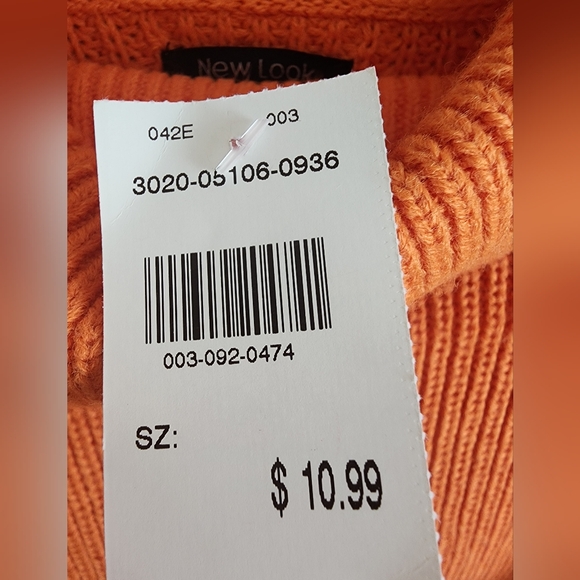 New Look
042E 003
3020-05106-0936
003-092-0474
SZ:
$ 10.99